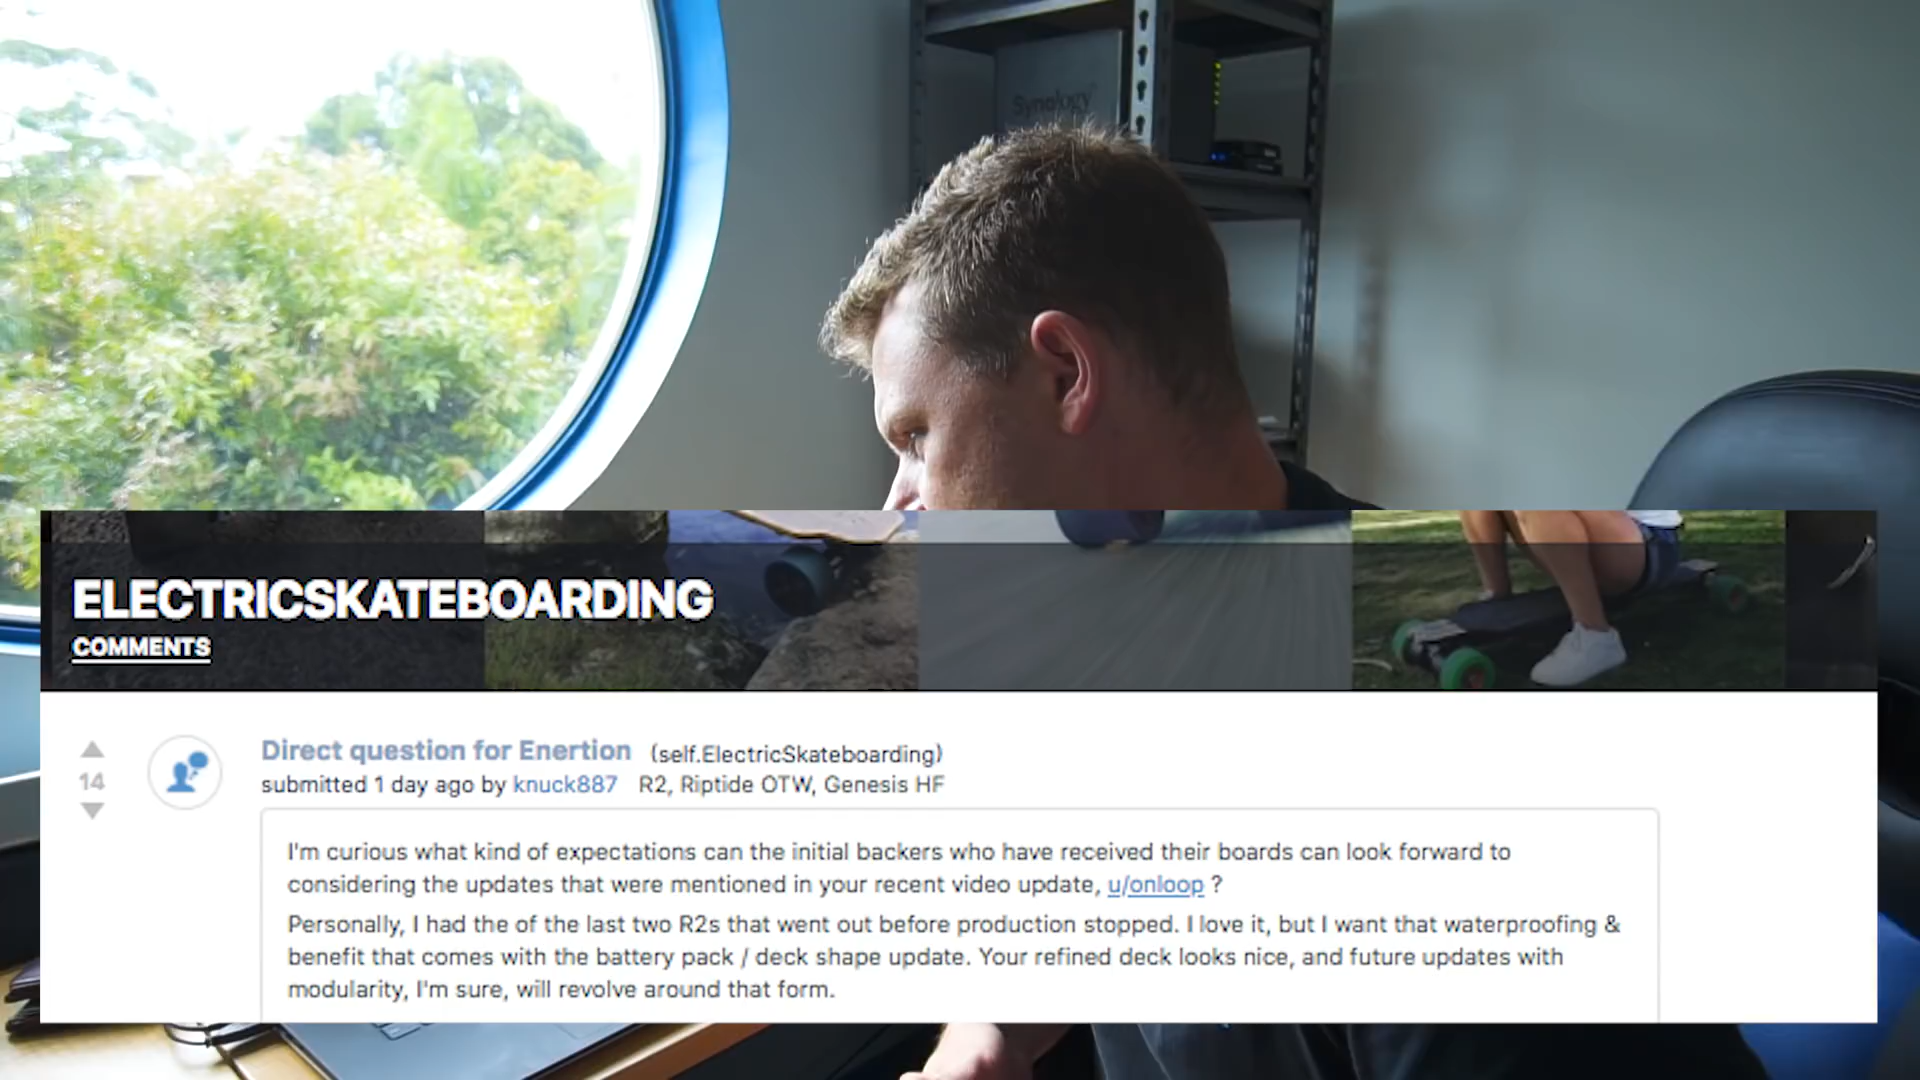 Synology
ELECTRICSKATEBOARDING
COMMENTS
14
Direct question for Enertion (self.ElectricSkateboarding)
submitted 1 day ago by knuck887 R2, Riptide OTW, Genesis HF
I'm curious what kind of expectations can the initial backers who have received their boards can look forward to
considering the updates that were mentioned in your recent video update, u/onloop ?
Personally, I had the of the last two R2s that went out before production stopped. I love it, but I want that waterproofing &
benefit that comes with the battery pack / deck shape update. Your refined deck looks nice, and future updates with
modularity, I'm sure, will revolve around that form.